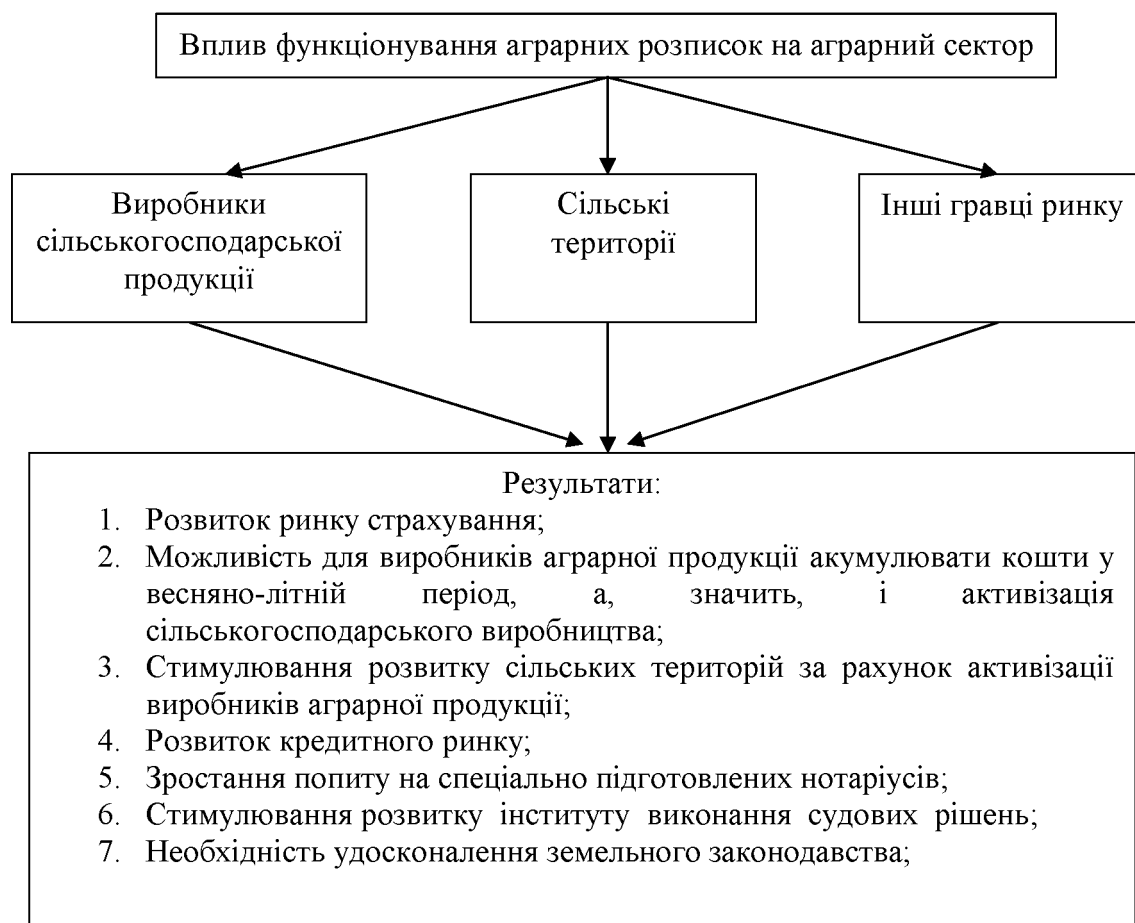 Вплив функціонування аграрних розписок на аграрний сектор
Виробники
сільськогосподарської
продукції
Сільські
території
Інші гравці ринку
Результати:
1. Розвиток ринку страхування;
2. Можливість для виробників аграрної продукції акумулювати кошти у
весняно-літній період, а, значить, і активізація
сільськогосподарського виробництва;
3. Стимулювання розвитку сільських територій за рахунок активізації
виробників аграрної продукції;
4. Розвиток кредитного ринку;
5. Зростання попиту на спеціально підготовлених нотаріусів;
6. Стимулювання розвитку інституту виконання судових рішень;
7. Необхідність удосконалення земельного законодавства;